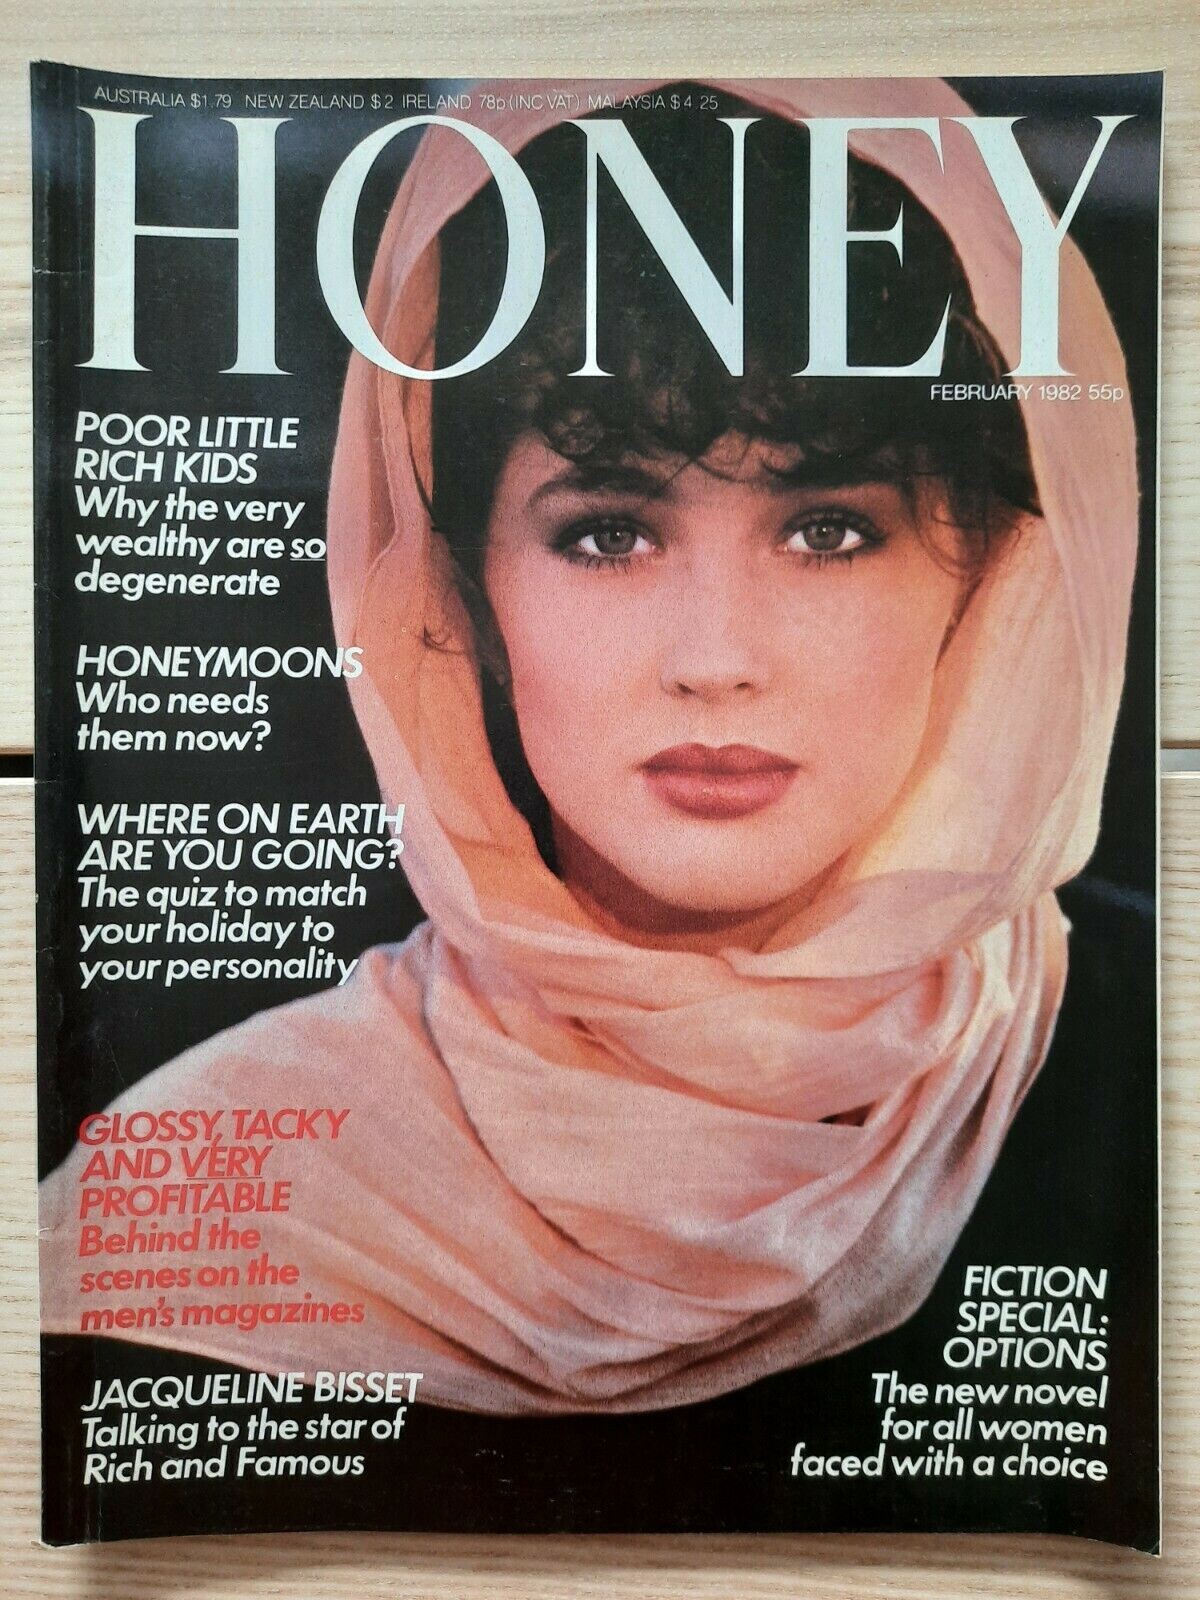 AUSTRALIA $1.79 NEW ZEALAND $2 IRELAND 78p (INC VAT) MALAYSIA $4 25
HONEY
FEBRUARY 1982 55p
POOR LITTLE
RICH KIDS
Why the very
wealthy are so
degenerate
HONEYMOONS
Who needs
them now?
WHERE ON EARTH
ARE YOU GOING?
The quiz to match
your holiday to
your personality
GLOSSY, TACKY
AND VERY
PROFITABLE
Behind the
scenes on the
men's magazines
JACQUELINE BISSET
Talking to the star of
Rich and Famous
FICTION
SPECIAL:
OPTIONS
The new novel
for all women
faced with a choice